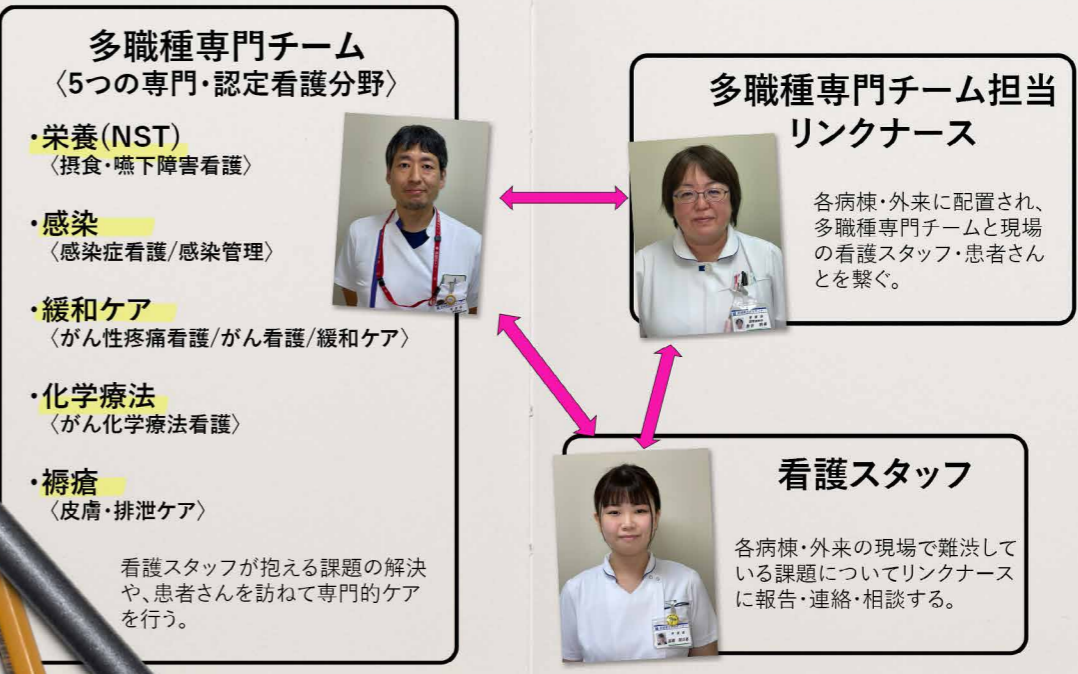 多職種専門チーム
〈5つの専門・認定看護分野〉
・栄養(NST)
〈摂食・嚥下障害看護〉
・感染
〈感染症看護/感染管理〉
・緩和ケア
〈がん性疼痛看護/がん看護/緩和ケア〉
・化学療法
〈がん化学療法看護〉
・褥瘡
〈皮膚・排泄ケア〉
看護スタッフが抱える課題の解決
や、患者さんを訪ねて専門的ケア
を行う。
多職種専門チーム担当
リンクナース
各病棟・外来に配置され、
多職種専門チームと現場
の看護スタッフ・患者さん
とを繋ぐ。
看護スタッフ
各病棟・外来の現場で難渋して
いる課題についてリンクナース
に報告・連絡・相談する。